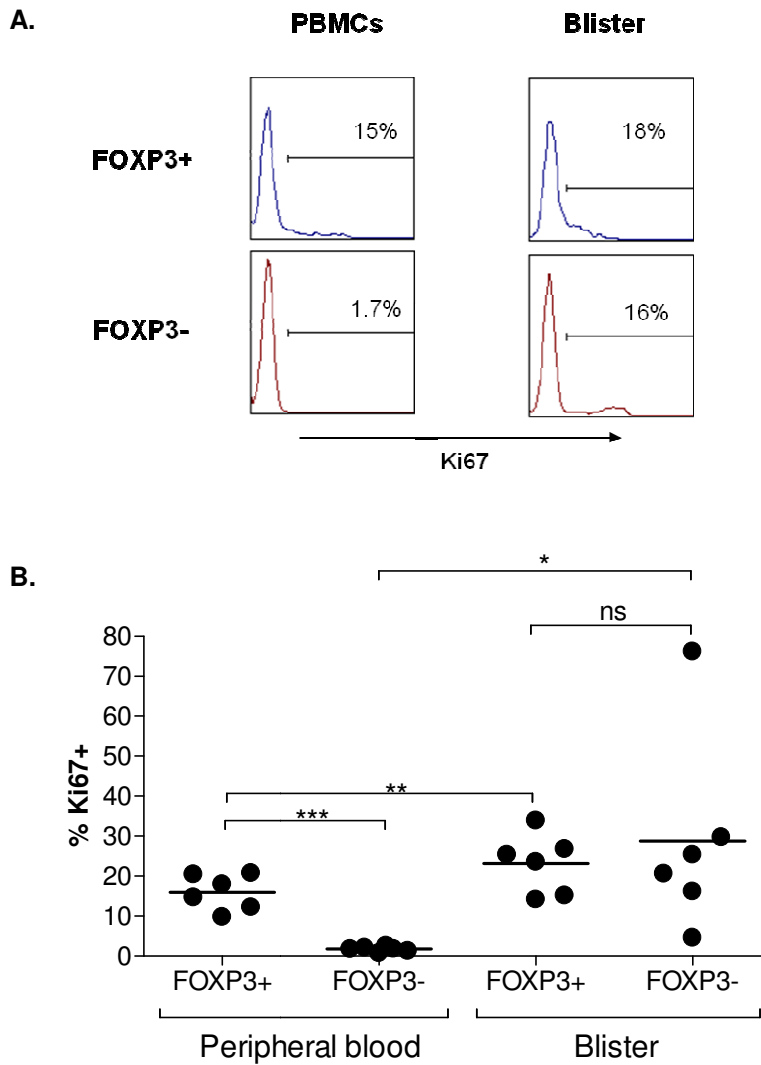 A.
PBMCs Blister
FOXP3+ 15% 18%
FOXP3- 1.7% 16%
Ki67
B.
*
ns
80
70
60
50
40
30
20
10
0
% Ki67+
**
***
FOXP3+ FOXP3- FOXP3+ FOXP3-
Peripheral blood Blister